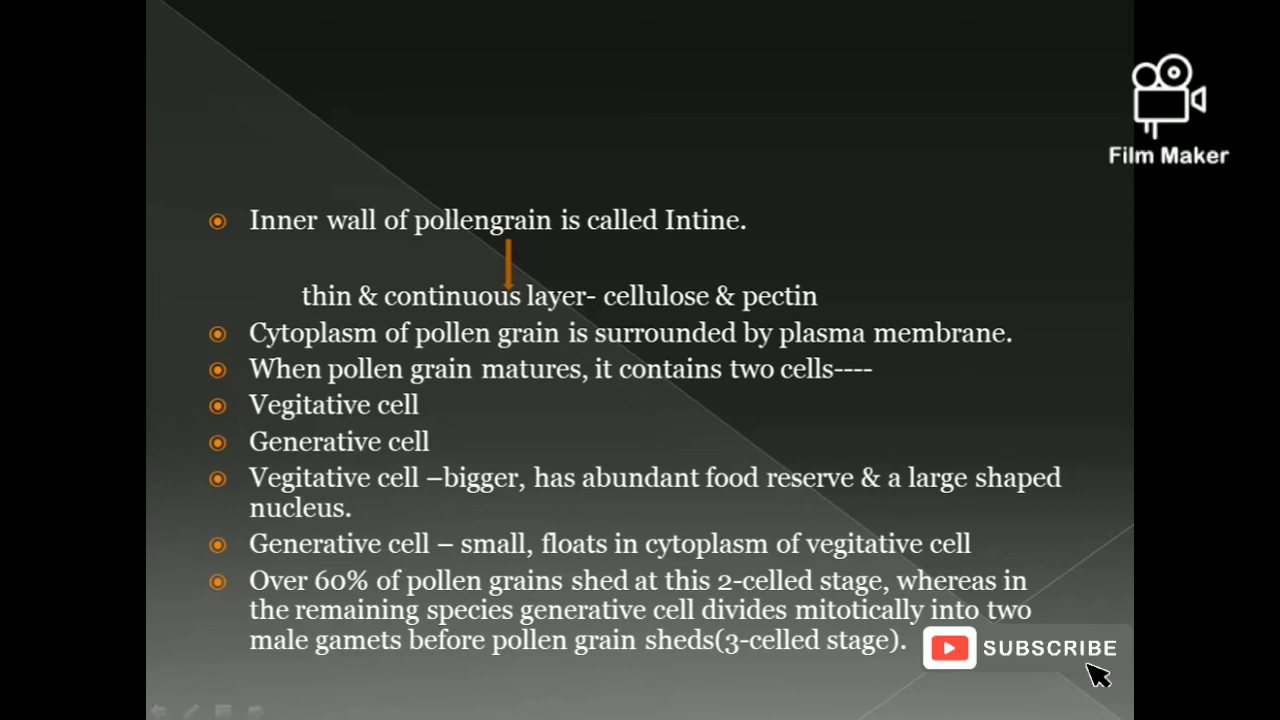 Film Maker
Inner wall of pollengrain is called Intine.
thin & continuous layer- cellulose & pectin
Cytoplasm of pollen grain is surrounded by plasma membrane.
When pollen grain matures, it contains two cells----
Vegitative cell
Generative cell
Vegitative cell –bigger, has abundant food reserve & a large shaped
nucleus.
Generative cell – small, floats in cytoplasm of vegitative cell
Over 60% of pollen grains shed at this 2-celled stage, whereas in
the remaining species generative cell divides mitotically into two
male gamets before pollen grain sheds(3-celled stage).
SUBSCRIBE